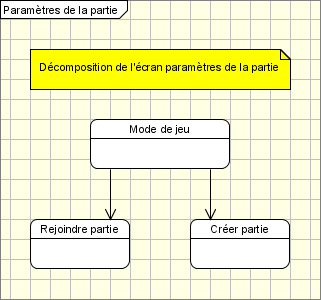 Paramètres de la partie
Décomposition de l'écran paramètres de la partie
Mode de jeu
Rejoindre partie
Créer partie